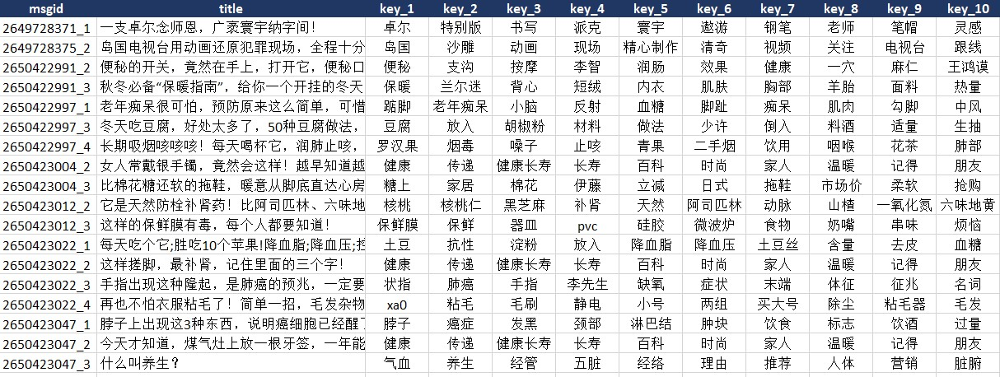 msgid title key_1 key_2 key_3 key_4 key_5 key_6 key_7 key_8 key_9 key_10
2649728371_1 一支卓尔念师恩，广袤寰宇纳字间！ 卓尔 特别版 书写 派克 寰宇 遨游 钢笔 老师 笔帽 灵感
2649728375_2 岛国电视台用动画还原犯罪现场，全程十分 岛国 沙雕 动画 现场 精心制作 清奇 视频 关注 电视台 跟线
2650422991_2 便秘的开关，竟然在手上，打开它，便秘口 便秘 支沟 按摩 李智 润肠 效果 健康 一穴 麻仁 王鸿谟
2650422991_3 秋冬必备“保暖指南”，给你一个开挂的冬天 保暖 兰尔迷 背心 短绒 内衣 肌肤 胸部 羊胎 面料 热量
2650422997_1 老年痴呆很可怕，预防原来这么简单，可惜 踮脚 老年痴呆 小脑 反射 血糖 脚趾 痴呆 肌肉 勾脚 中风
2650422997_3 冬天吃豆腐，好处太多了，50种豆腐做法， 豆腐 放入 胡椒粉 材料 做法 少许 倒入 料酒 适量 生抽
2650422997_4 长期吸烟咳咳咳！每天喝杯它，润肺止咳， 罗汉果 烟毒 嗓子 止咳 青果 二手烟 饮用 咽喉 花茶 肺部
2650423004_2 女人常戴银手镯，竟然会这样！越早知道越 健康 传递 健康长寿 长寿 百科 时尚 家人 温暖 记得 朋友
2650423004_3 比棉花糖还软的拖鞋，暖意从脚底直达心房 糖上 家居 棉花 伊藤 立减 日式 拖鞋 市场价 柔软 抢购
2650423012_2 它是天然防栓补肾药！比阿司匹林、六味地 核桃 核桃仁 黑芝麻 补肾 天然 阿司匹林 动脉 山楂 一氧化氮 六味地黄
2650423012_3 这样的保鲜膜有毒，每个人都要知道！ 保鲜膜 保鲜 器皿 pvc 硅胶 微波炉 食物 奶嘴 串味 烦恼
2650423022_1 每天吃个它;胜吃10个苹果!降血脂;降血压; 土豆 抗性 淀粉 放入 降血脂 降血压 土豆丝 含量 去皮 血糖
2650423022_2 这样搓脚，最补肾，记住里面的三个字！ 健康 传递 健康长寿 长寿 百科 时尚 家人 温暖 记得 朋友
2650423022_3 手指出现这种隆起，是肺癌的预兆，一定要 状指 肺癌 手指 李先生 缺氧 症状 末端 体征 征兆 名词
2650423022_4 再也不怕衣服粘毛了！简单一招，毛发杂物 xa0 粘毛 毛刷 静电 小号 两组 买大号 除尘 粘毛器 毛发
2650423047_1 脖子上出现这3种东西，说明癌细胞已经醒了 脖子 癌症 发黑 颈部 淋巴结 肿块 饮食 标志 饮酒 过量
2650423047_2 今天才知道，煤气灶上放一根牙签，一年能 健康 传递 健康长寿 长寿 百科 时尚 家人 温暖 记得 朋友
2650423047_3 什么叫养生？ 气血 养生 经管 五脏 经络 理由 推荐 人体 营销 脏腑